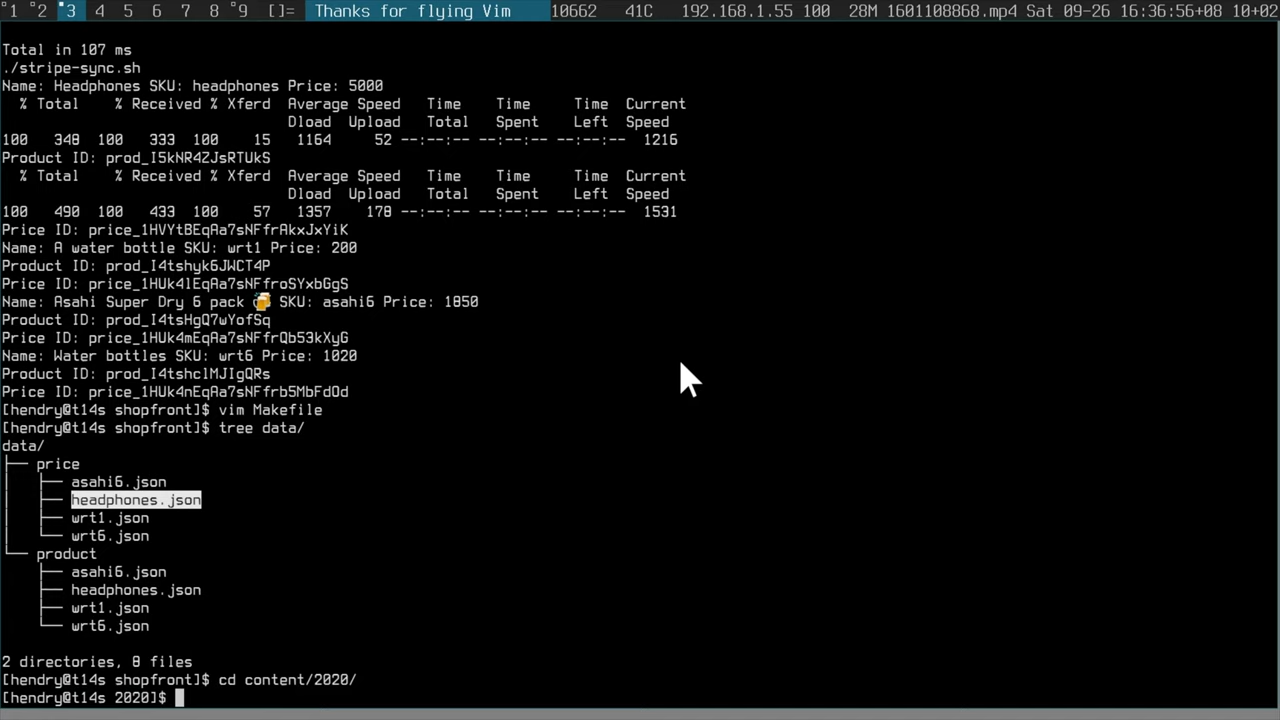 °1 2 °3 4 5 6 7 8 °9 []= Thanks for flying Vim 10662 41C 192.168.1.55 100 28M 1601108868.mp4 Sat 09-26 16:36:56+08 10+02
Total in 107 ms
./stripe-sync.sh
Name: Headphones SKU: headphones Price: 5000
% Total % Received % Xferd Average Speed Time Time Time Current
Dload Upload Total Spent Left Speed
100 348 100 333 100 15 1164 52 --:--:-- --:--:-- --:--:-- 1216
Product ID: prod_I5kNR4ZJsRTUkS
% Total % Received % Xferd Average Speed Time Time Time Current
Dload Upload Total Spent Left Speed
100 490 100 433 100 57 1357 178 --:--:-- --:--:-- --:--:-- 1531
Price ID: price_1HVYtBEqAa7sNFfrAkxJxYiK
Name: A water bottle SKU: wrt1 Price: 200
Product ID: prod_I4tshyk6JWCT4P
Price ID: price_1HUk4lEqAa7sNFfroSYxbGgS
Name: Asahi Super Dry 6 pack 🍺 SKU: asahi6 Price: 1850
Product ID: prod_I4tsHgQ7wYofSq
Price ID: price_1HUk4mEqAa7sNFfrQb53kXyG
Name: Water bottles SKU: wrt6 Price: 1020
Product ID: prod_I4tshclMJIgQRs
Price ID: price_1HUk4nEqAa7sNFfrb5MbFdOd
[hendry@t14s shopfront]$ vim Makefile
[hendry@t14s shopfront]$ tree data/
data/
├── price
│   ├── asahi6.json
│   ├── headphones.json
│   ├── wrt1.json
│   └── wrt6.json
└── product
    ├── asahi6.json
    ├── headphones.json
    ├── wrt1.json
    └── wrt6.json
2 directories, 8 files
[hendry@t14s shopfront]$ cd content/2020/
[hendry@t14s 2020]$